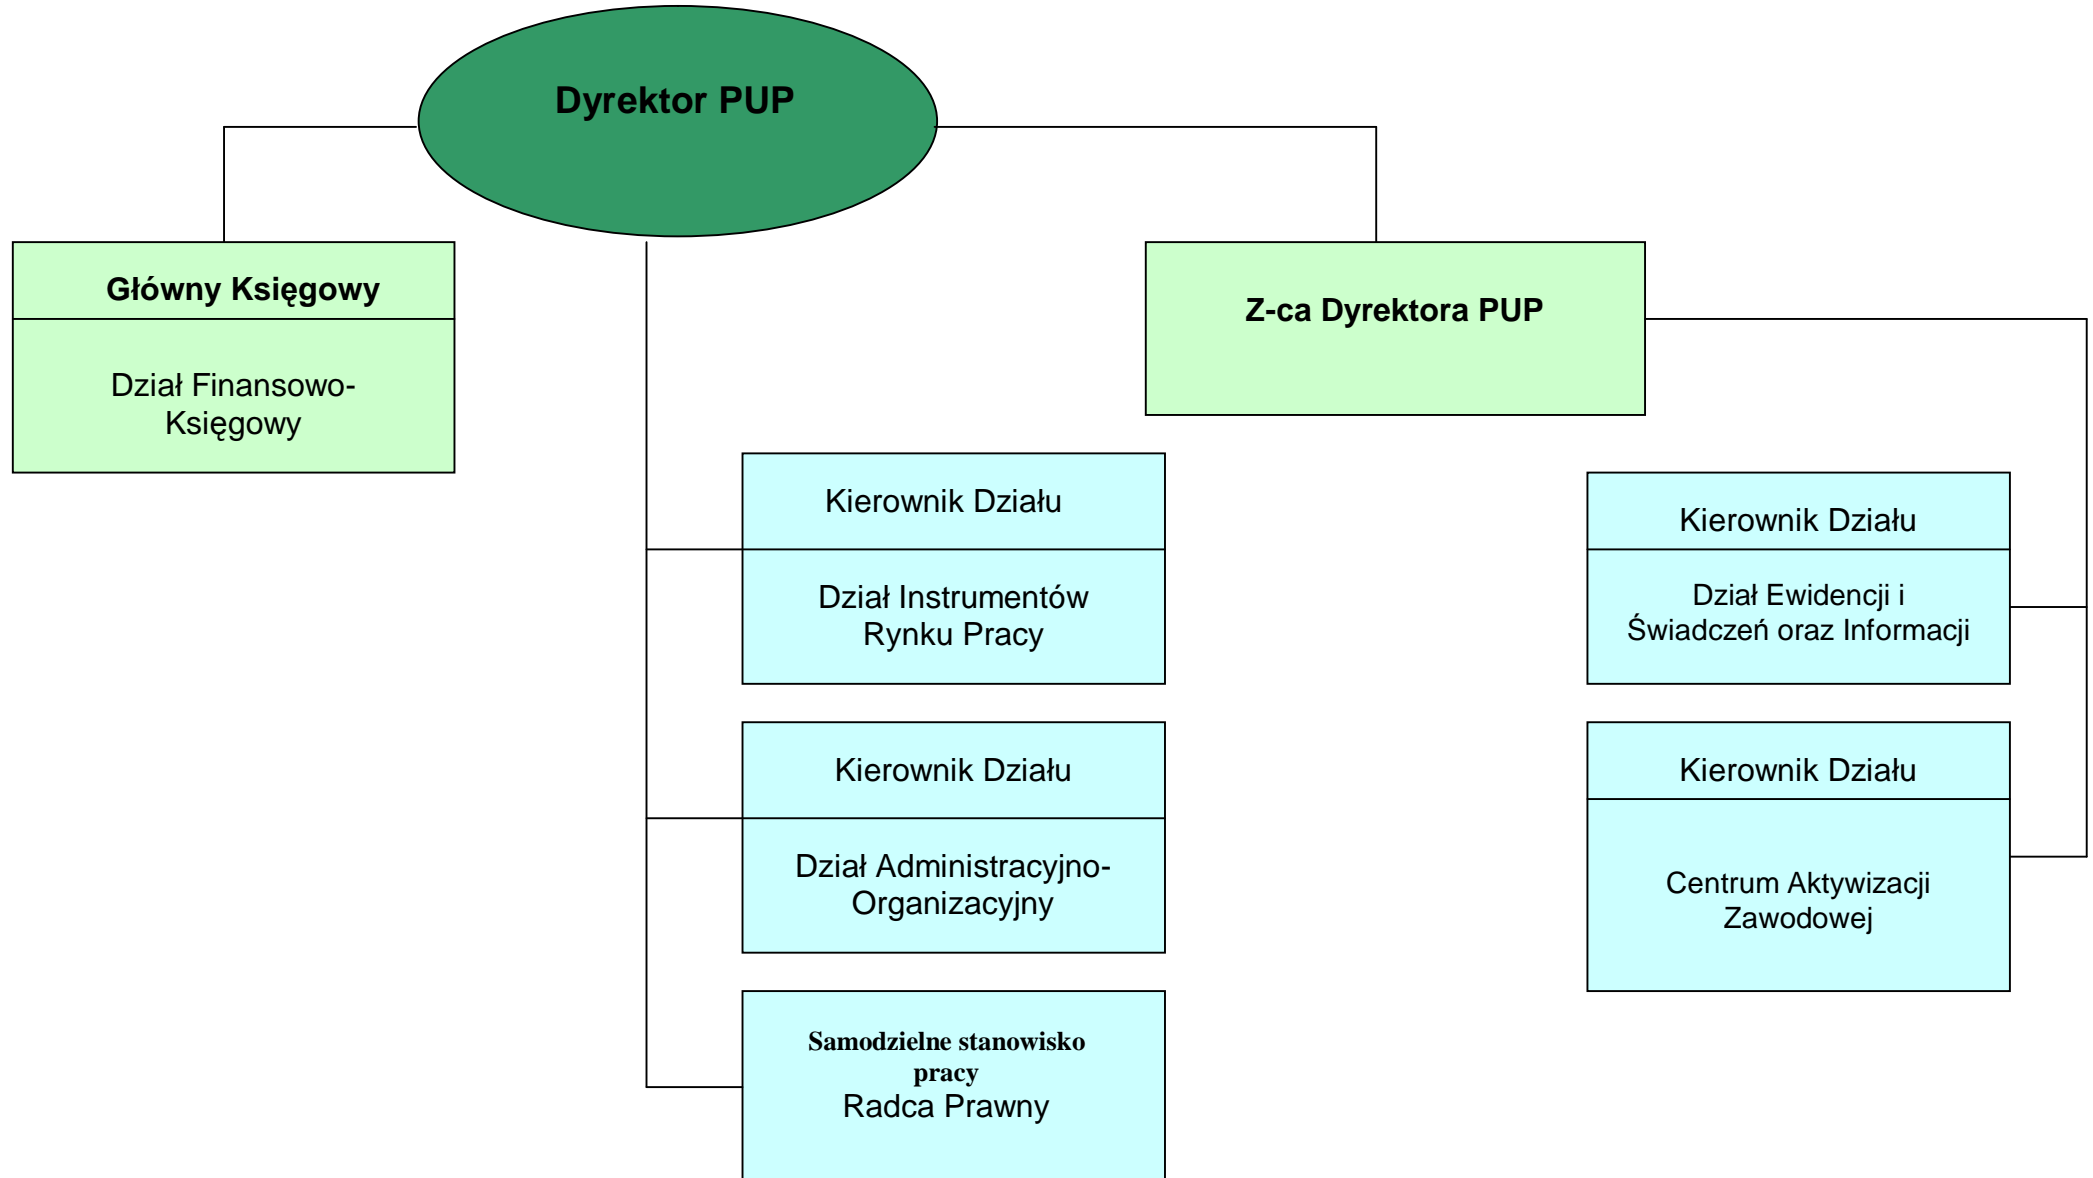 Dyrektor PUP
Główny Księgowy
Dział Finansowo-
Księgowy
Z-ca Dyrektora PUP
Kierownik Działu
Dział Instrumentów
Rynku Pracy
Kierownik Działu
Dział Administracyjno-
Organizacyjny
Samodzielne stanowisko
pracy
Radca Prawny
Kierownik Działu
Dział Ewidencji i
Świadczeń oraz Informacji
Kierownik Działu
Centrum Aktywizacji
Zawodowej